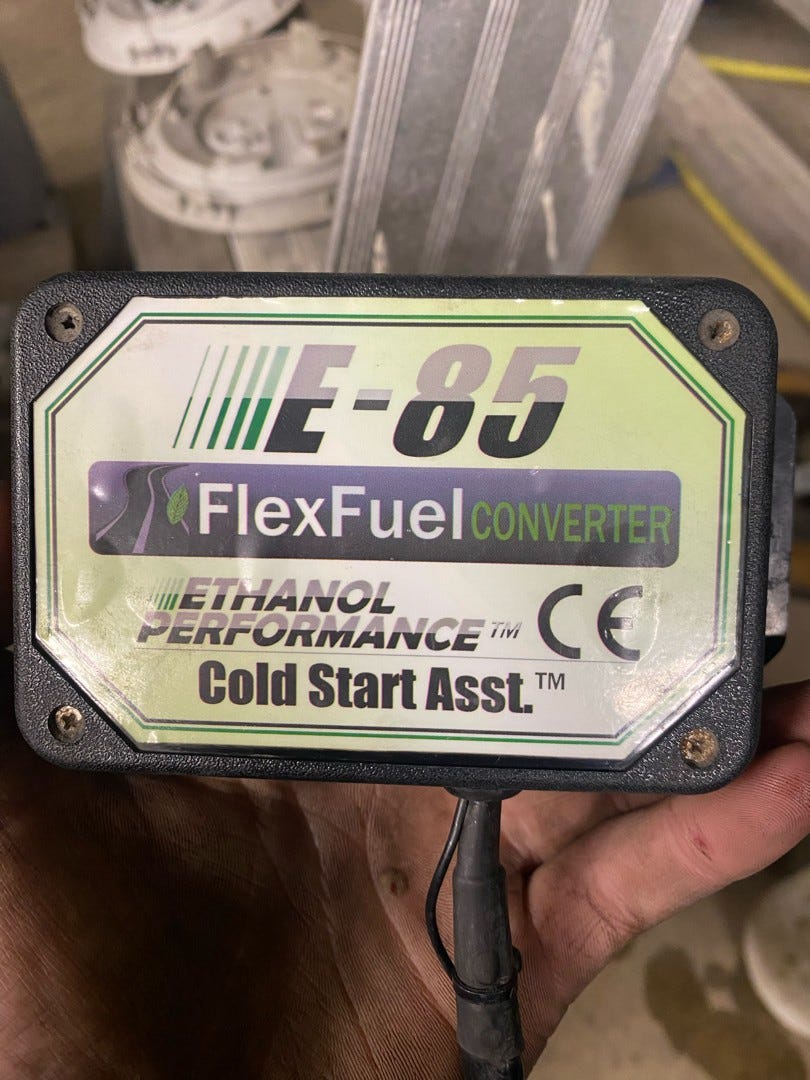 E-85
FlexFuel CONVERTER
ETHANOL
PERFORMANCE™ CE
Cold Start Asst.™